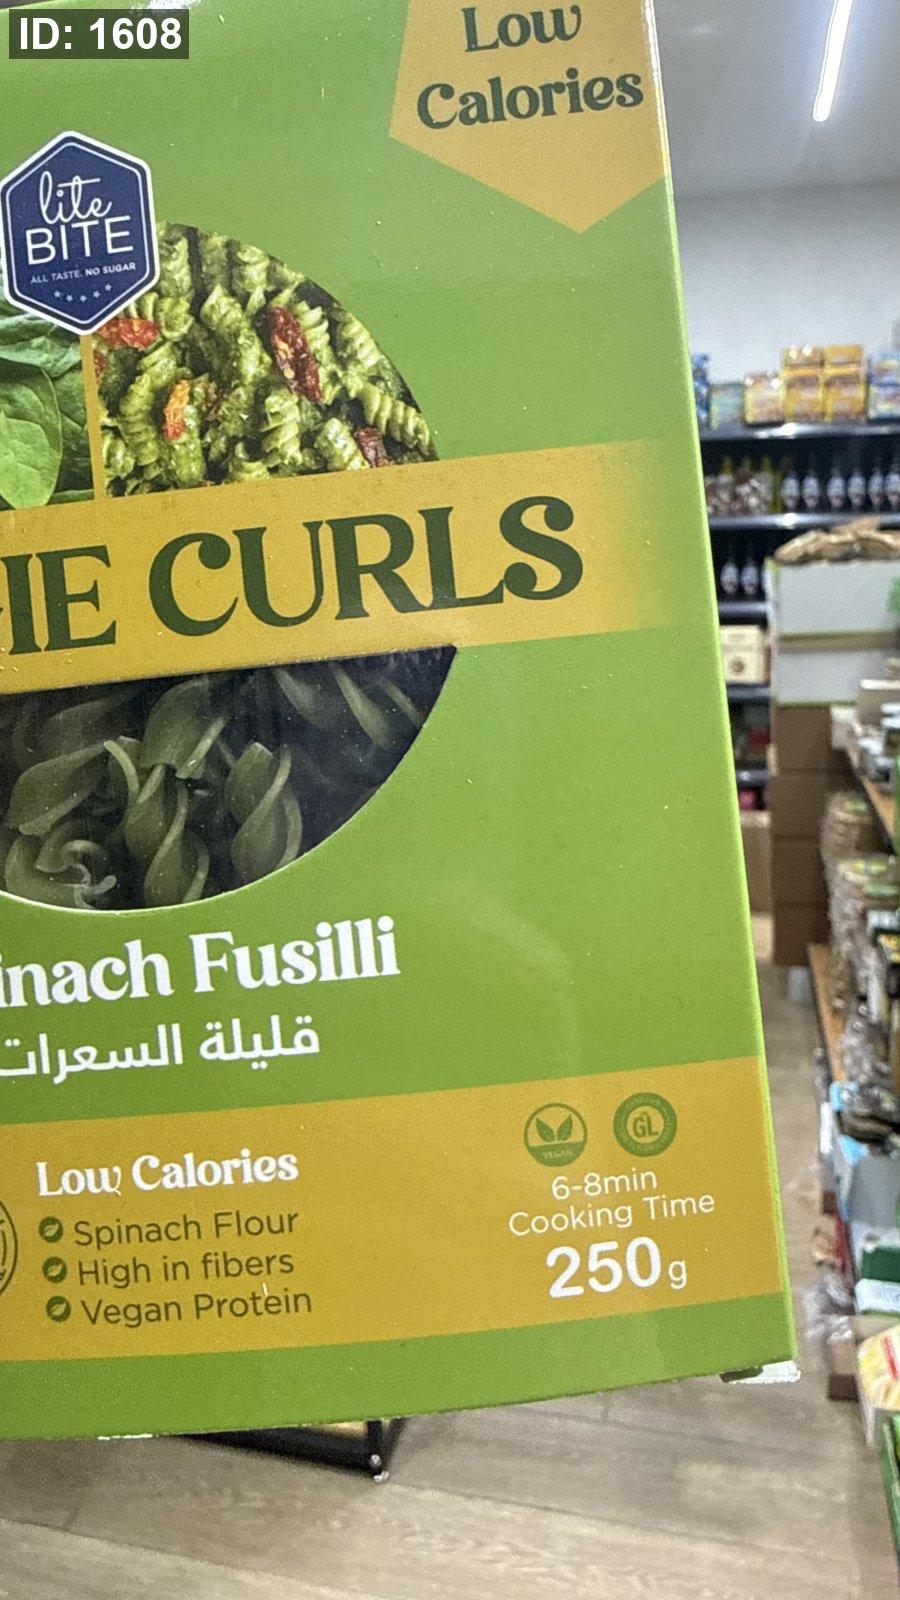 ID: 1608
Low
Calories
lite
BITE
ALL TASTE. NO SUGAR
IE CURLS
inach Fusilli
قليلة السعرات
Low Calories
Spinach Flour
High in fibers
Vegan Protein
VEGAN
GL
6-8min
Cooking Time
250g